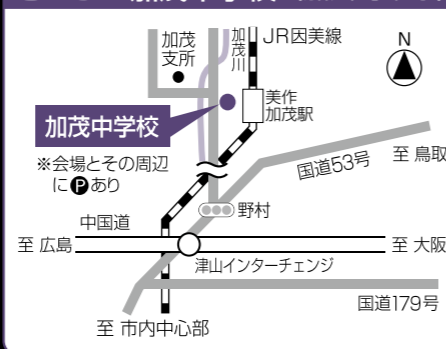 加茂
支所
加茂川
JR因美線
N
美作
加茂駅
加茂中学校
※会場とその周辺
にPあり
国道53号
至 鳥取
野村
中国道
至 広島
至 大阪
津山インターチェンジ
国道179号
至 市内中心部